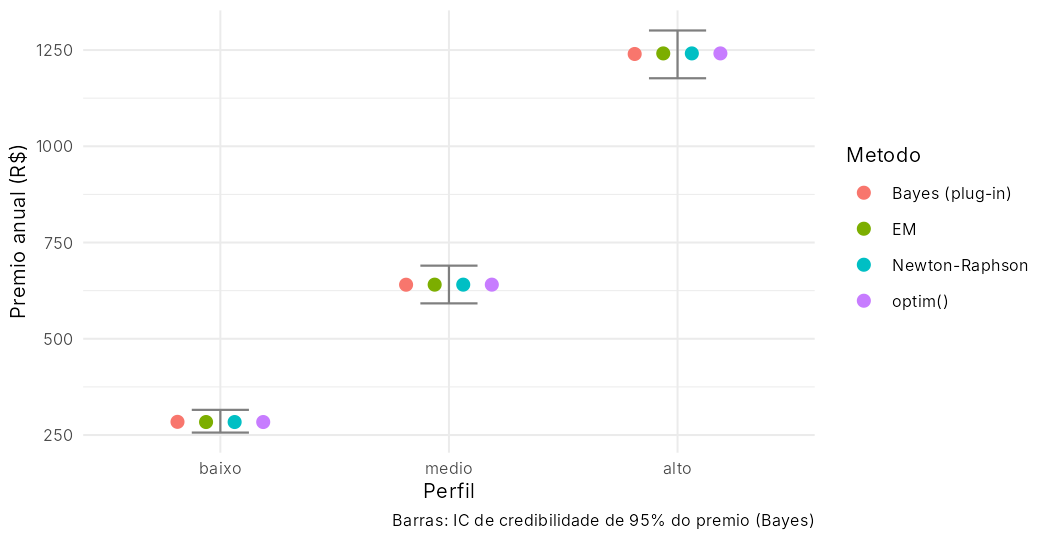 1250
1000
750
500
250
Premio anual (R$)
baixo
medio
alto
Perfil
Barras: IC de credibilidade de 95% do premio (Bayes)
Metodo
Bayes (plug-in)
EM
Newton-Raphson
optim()